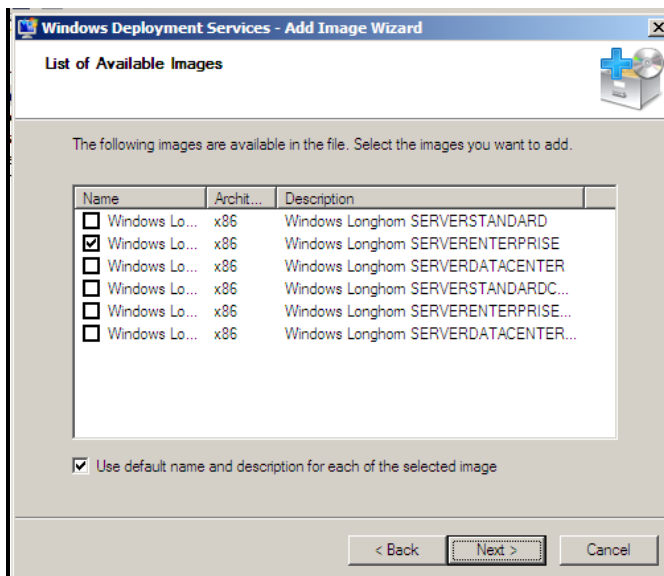 Windows Deployment Services - Add Image Wizard
List of Available Images
The following images are available in the file. Select the images you want to add.
Name Archit... Description
Windows Lo... x86 Windows Longhorn SERVERSTANDARD
Windows Lo... x86 Windows Longhorn SERVERENTERPRISE
Windows Lo... x86 Windows Longhorn SERVERDATACENTER
Windows Lo... x86 Windows Longhorn SERVERSTANDARDC...
Windows Lo... x86 Windows Longhorn SERVERENTERPRISE...
Windows Lo... x86 Windows Longhorn SERVERDATACENTER...
Use default name and description for each of the selected image
< Back Next > Cancel